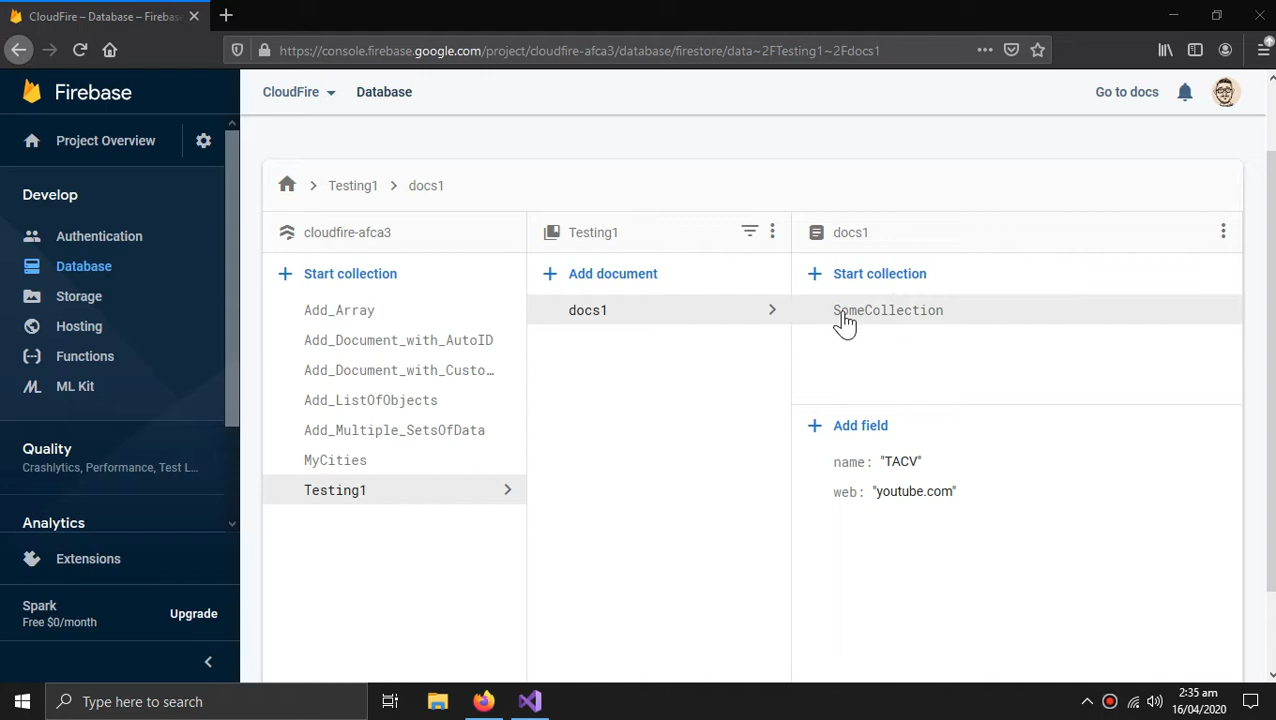 CloudFire – Database – Firebase
https://console.firebase.google.com/project/cloudfire-afca3/database/firestore/data~2FTesting1~2Fdocs1
Firebase
CloudFire
Database
Go to docs
Project Overview
Develop
Authentication
Database
Storage
Hosting
Functions
ML Kit
Quality
Crashlytics, Performance, Test L...
Analytics
Extensions
Spark
Free $0/month
Upgrade
Testing1
docs1
cloudfire-afca3
Start collection
Add_Array
Add_Document_with_AutoID
Add_Document_with_Custo...
Add_ListOfObjects
Add_Multiple_SetsOfData
MyCities
Testing1
Testing1
Add document
docs1
docs1
Start collection
SomeCollection
Add field
name: "TACV"
web: "youtube.com"
Type here to search
2:35 am
16/04/2020